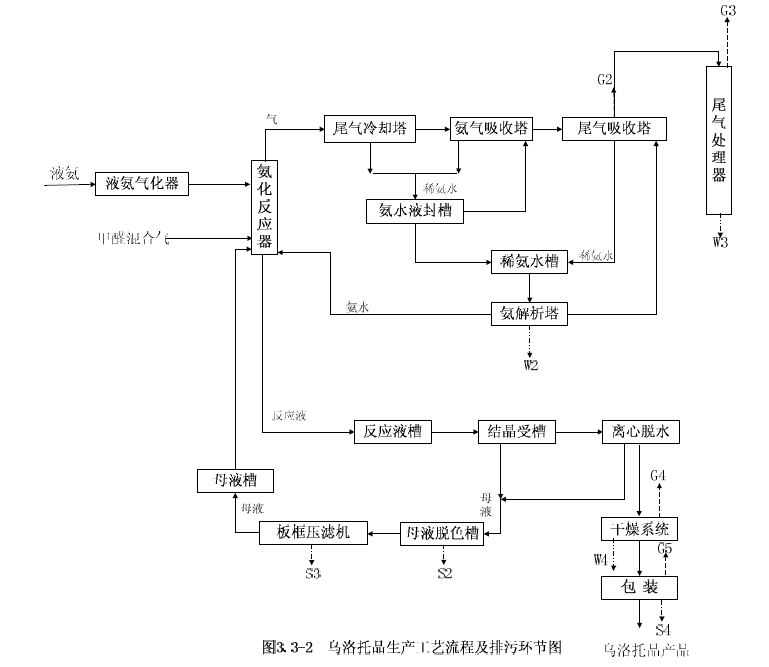 G3
G2
气
尾气冷却塔
氨气吸收塔
尾气吸收塔
尾气处理器
液氨
液氨气化器
氨化反应器
稀氨水
氨水液封槽
甲醛混合气
W3
稀氨水槽
稀氨水
氨水
氨解析塔
W2
反应液
反应液槽
结晶受槽
离心脱水
母液槽
G4
母液
母液
板框压滤机
母液脱色槽
干燥系统
G5
W4
S3
S2
包装
S4
图3.3-2 乌洛托品生产工艺流程及排污环节图
乌洛托品产品